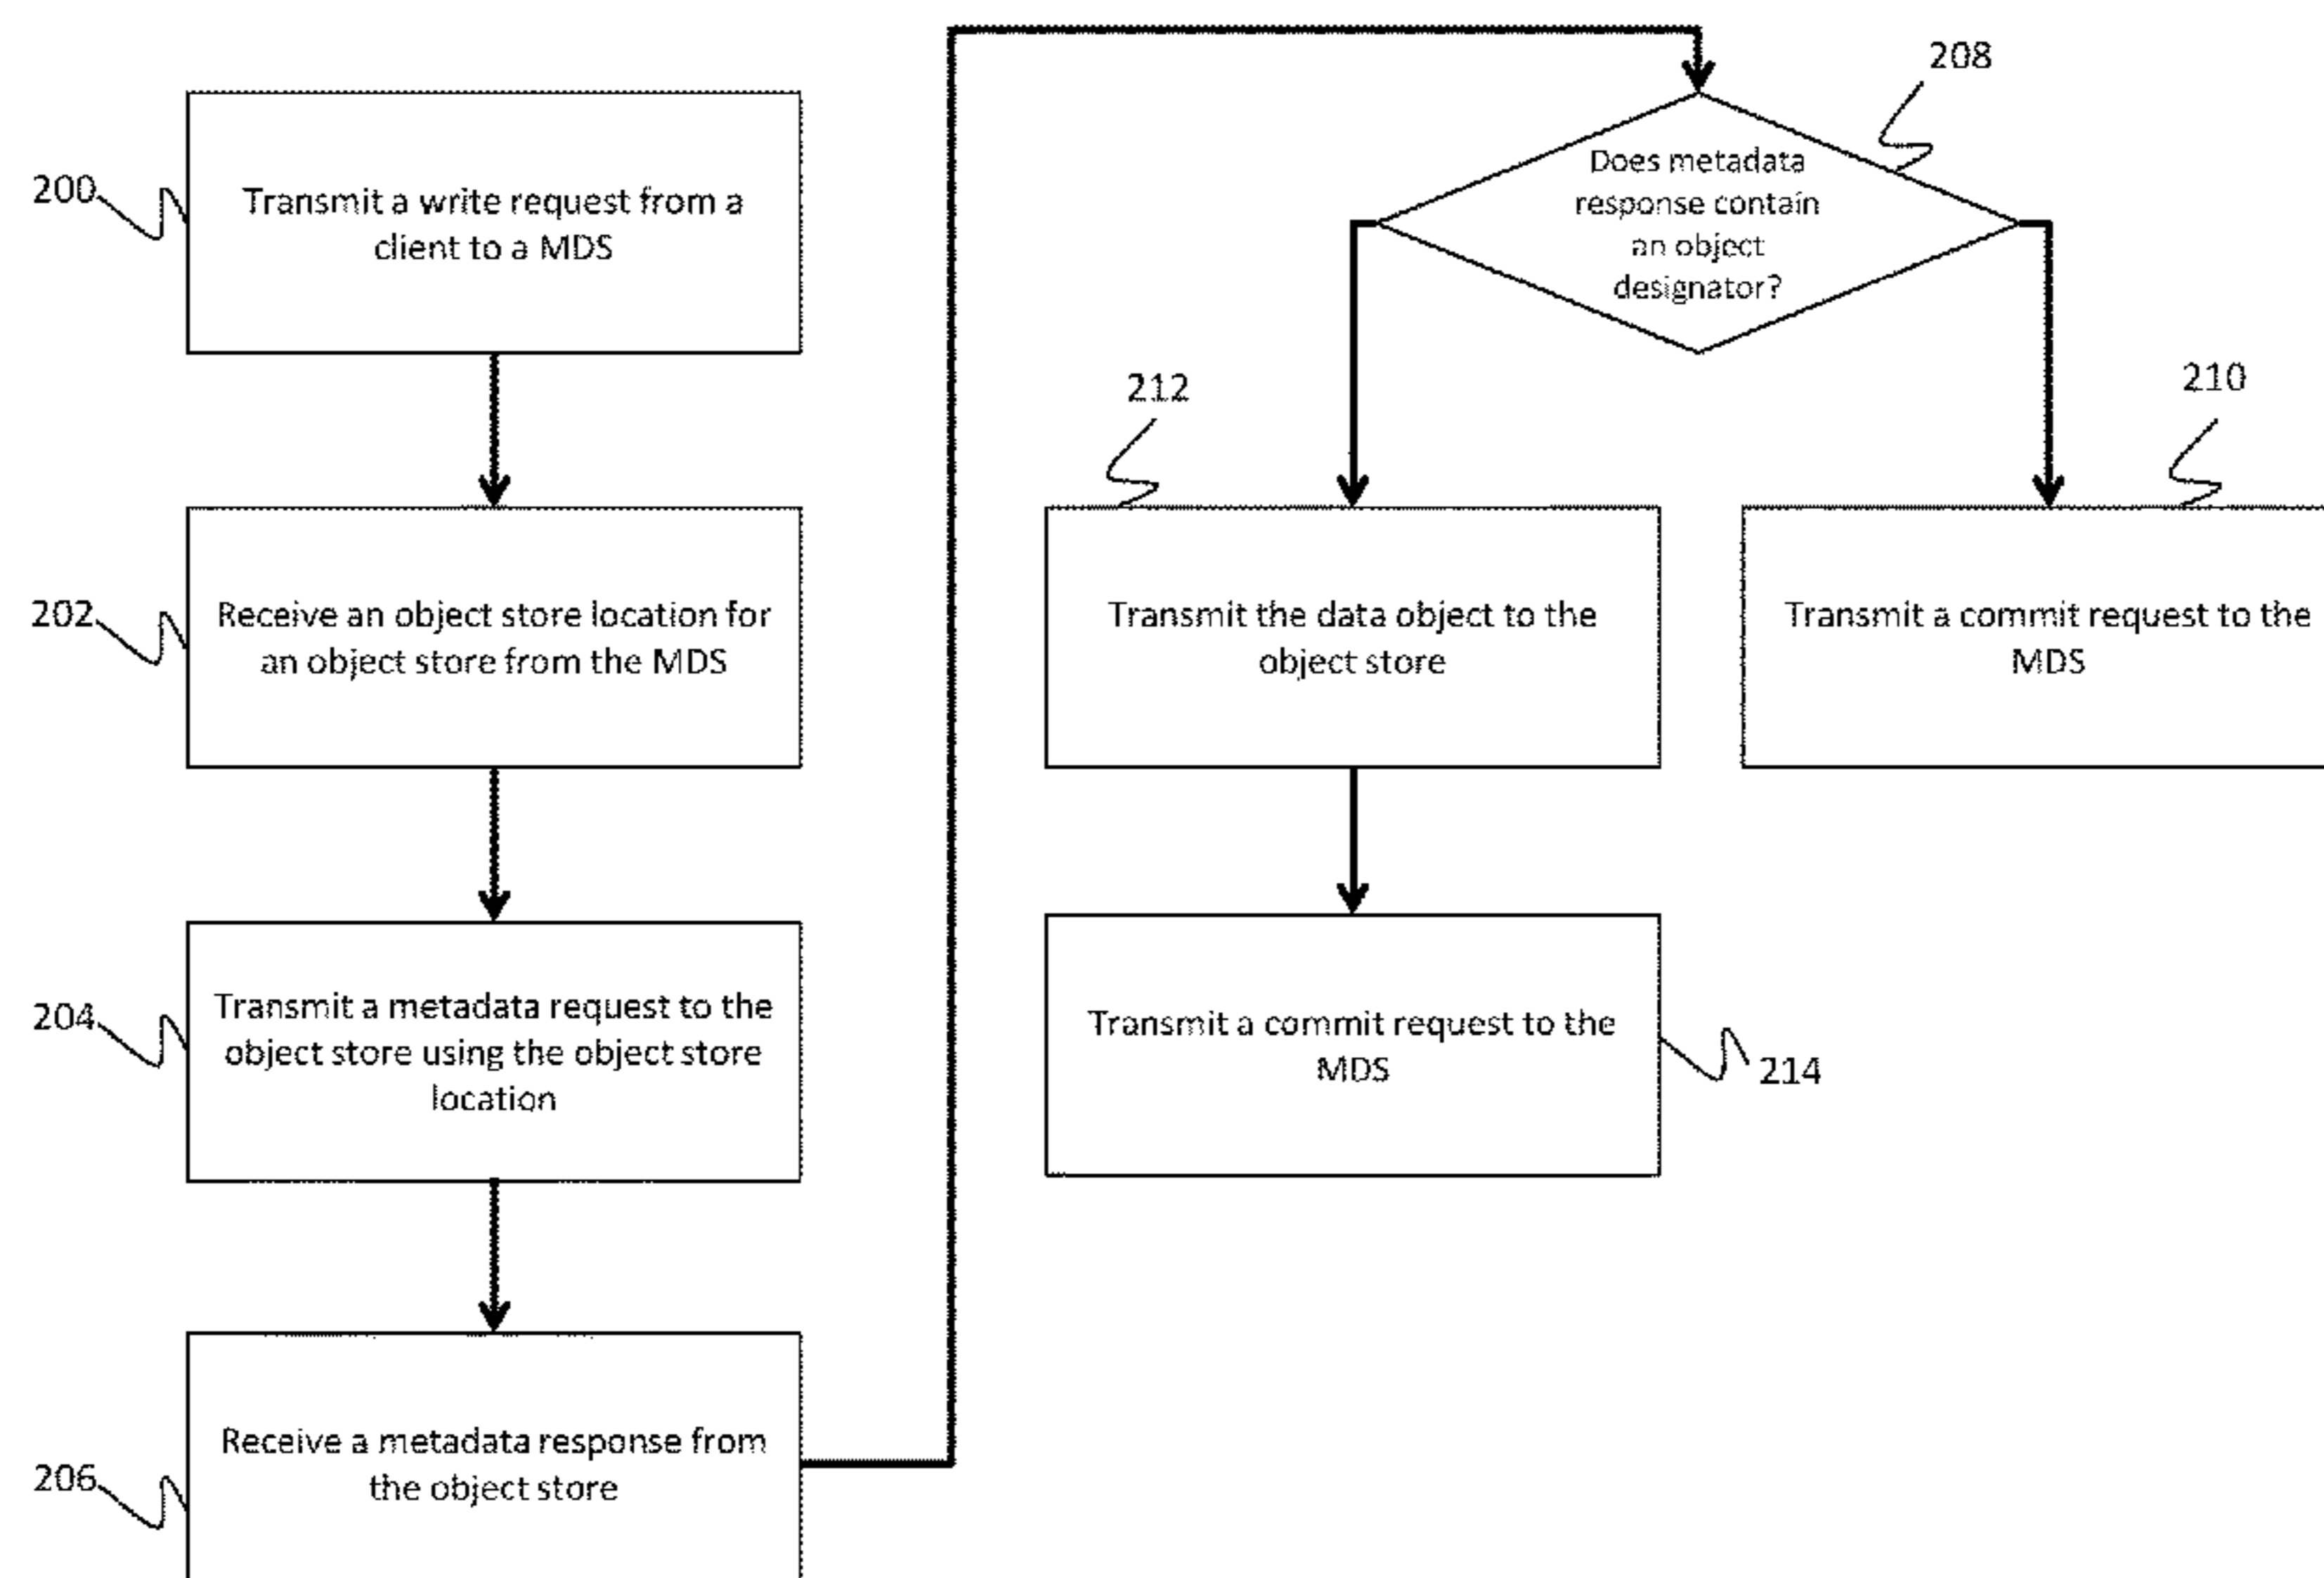 200
Transmit a write request from a
client to a MDS
202
Receive an object store location for
an object store from the MDS
204
Transmit a metadata request to the
object store using the object store
location
206
Receive a metadata response from
the object store
208
Does metadata
response contain
an object
designator?
212
Transmit the data object to the
object store
210
Transmit a commit request to the
MDS
Transmit a commit request to the
MDS
214